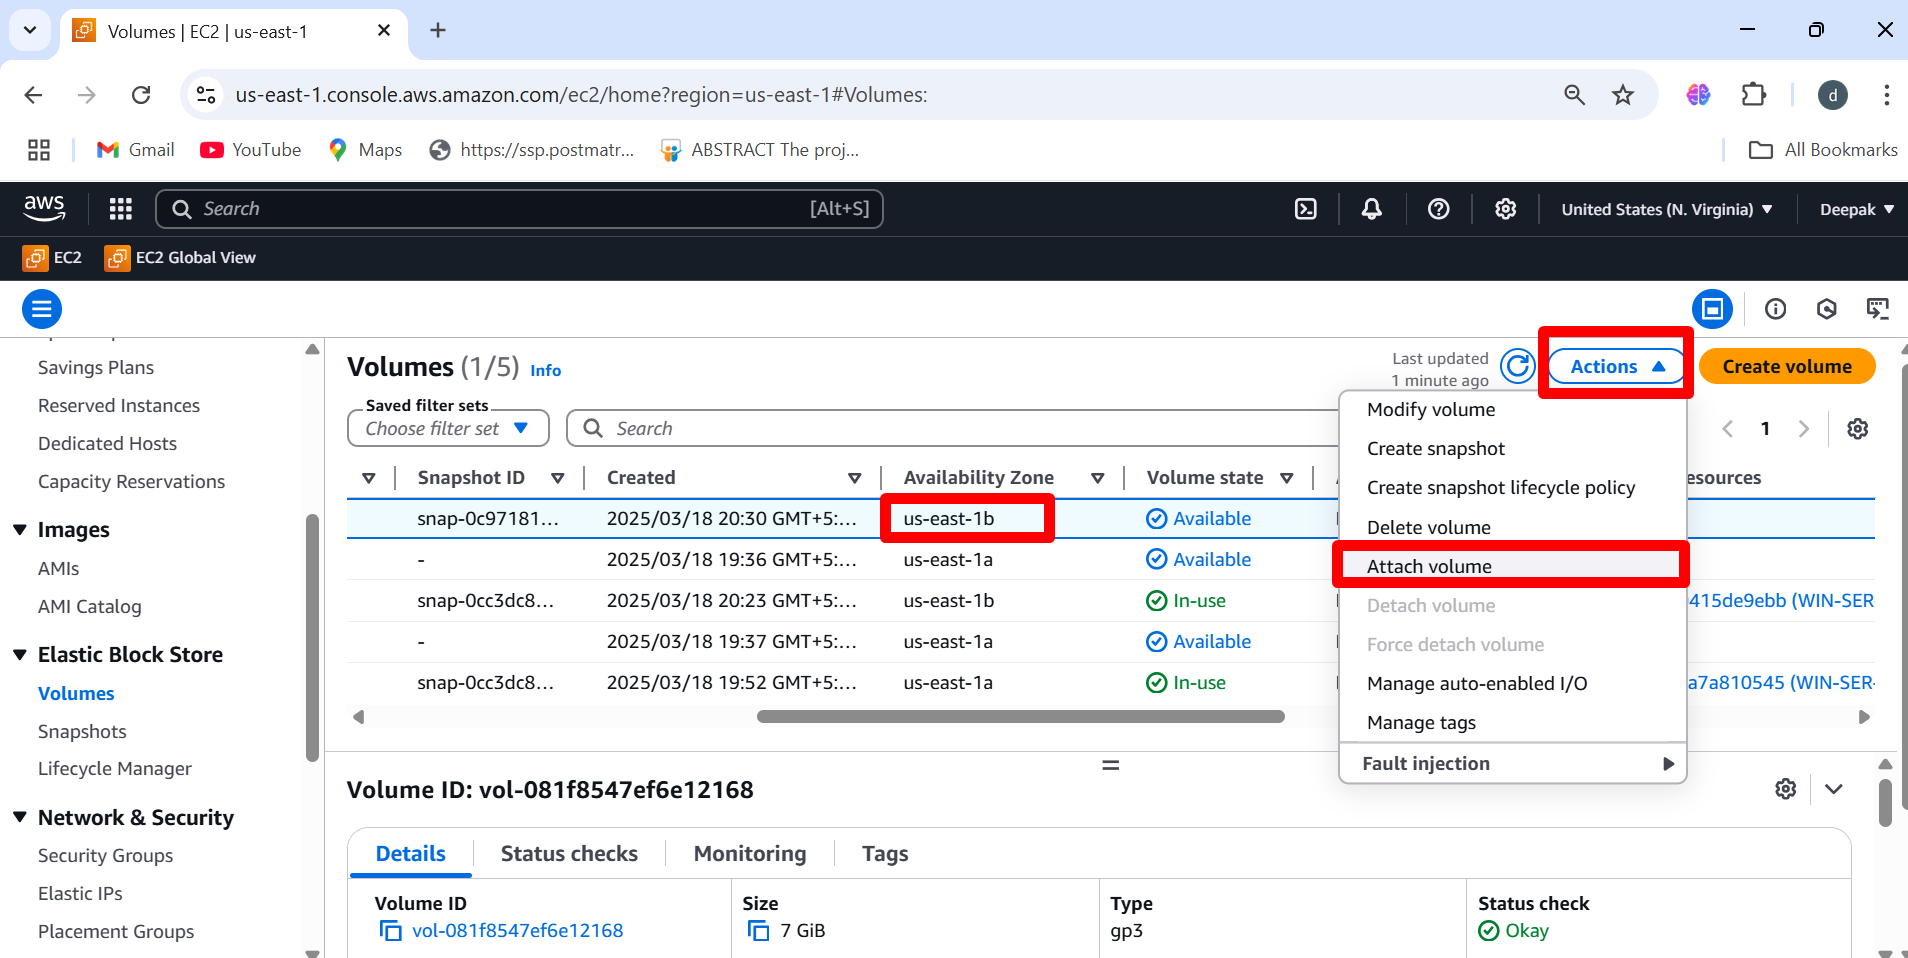 Volumes | EC2 | us-east-1
us-east-1.console.aws.amazon.com/ec2/home?region=us-east-1#Volumes:
d
Gmail YouTube Maps https://ssp.postmatr... ABSTRACT The proj... All Bookmarks
aws Search [Alt+S] United States (N. Virginia) Deepak
EC2 EC2 Global View
Savings Plans
Reserved Instances
Dedicated Hosts
Capacity Reservations
Images
AMIs
AMI Catalog
Elastic Block Store
Volumes
Snapshots
Lifecycle Manager
Network & Security
Security Groups
Elastic IPs
Placement Groups
Volumes (1/5) Info
Last updated
1 minute ago
Actions
Create volume
Saved filter sets
Choose filter set
Search
1
Snapshot ID Created Availability Zone Volume state esources
snap-0c97181... 2025/03/18 20:30 GMT+5:... us-east-1b Available
- 2025/03/18 19:36 GMT+5:... us-east-1a Available
snap-0cc3dc8... 2025/03/18 20:23 GMT+5:... us-east-1b In-use 415de9ebb (WIN-SER
- 2025/03/18 19:37 GMT+5:... us-east-1a Available
snap-0cc3dc8... 2025/03/18 19:52 GMT+5:... us-east-1a In-use a7a810545 (WIN-SER-
Modify volume
Create snapshot
Create snapshot lifecycle policy
Delete volume
Attach volume
Detach volume
Force detach volume
Manage auto-enabled I/O
Manage tags
Fault injection
Volume ID: vol-081f8547ef6e12168
Details Status checks Monitoring Tags
Volume ID Size Type Status check
vol-081f8547ef6e12168 7 GiB gp3 Okay